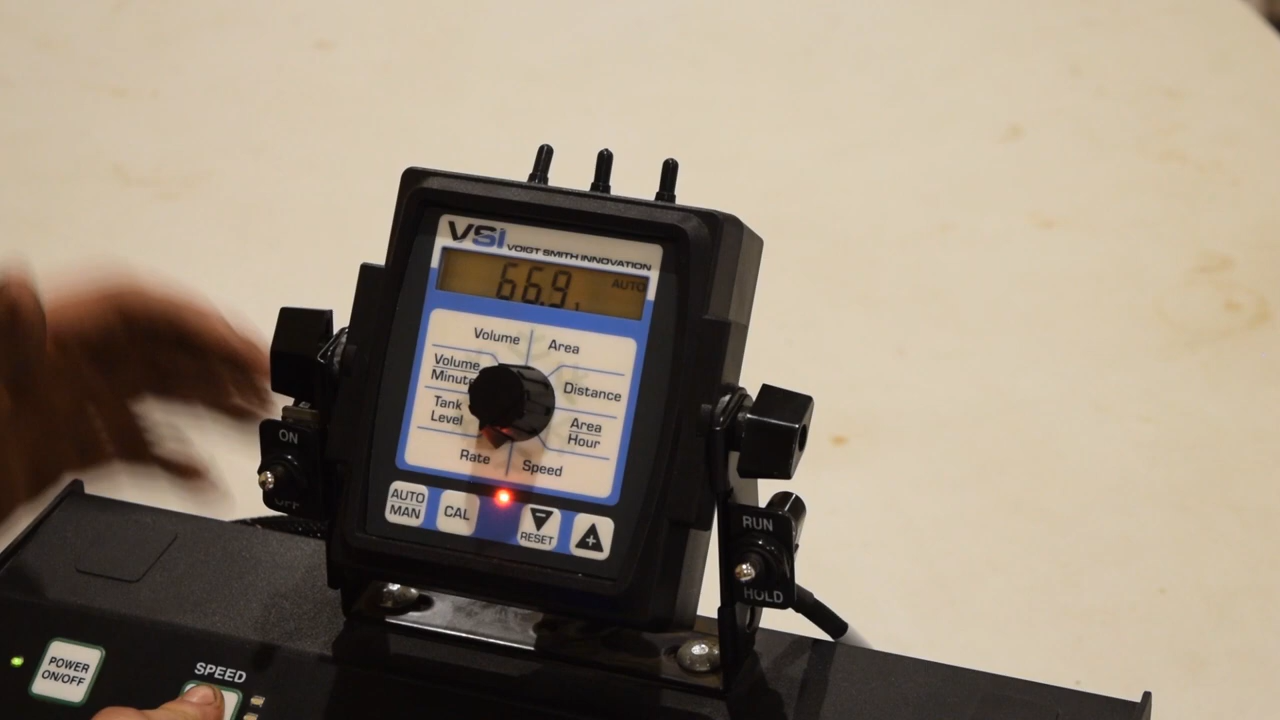 VSI VOIGT SMITH INNOVATION
66.9
AUTO
Volume
Area
Volume
Minute
Distance
Tank
Level
Area
Hour
Rate
Speed
AUTO
MAN
CAL
RESET
ON
OFF
RUN
HOLD
POWER
ON/OFF
SPEED